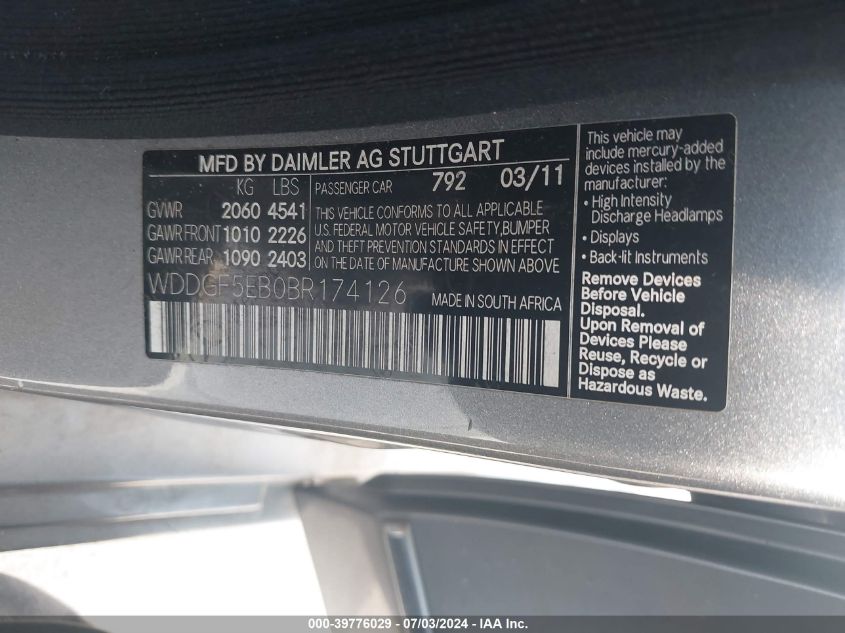 MFD BY DAIMLER AG STUTTGART
KG LBS
GVWR 2060 4541
GAWR FRONT 1010 2226
GAWR REAR 1090 2403
PASSENGER CAR 792 03/11
THIS VEHICLE CONFORMS TO ALL APPLICABLE
U.S. FEDERAL MOTOR VEHICLE SAFETY,BUMPER
AND THEFT PREVENTION STANDARDS IN EFFECT
ON THE DATE OF MANUFACTURE SHOWN ABOVE
WDDGF5EB0BR174126
MADE IN SOUTH AFRICA
This vehicle may
include mercury-added
devices installed by the
manufacturer:
• High Intensity
Discharge Headlamps
• Displays
• Back-lit Instruments
Remove Devices
Before Vehicle
Disposal.
Upon Removal of
Devices Please
Reuse, Recycle or
Dispose as
Hazardous Waste.
000-39776029 - 07/03/2024 - IAAI.com